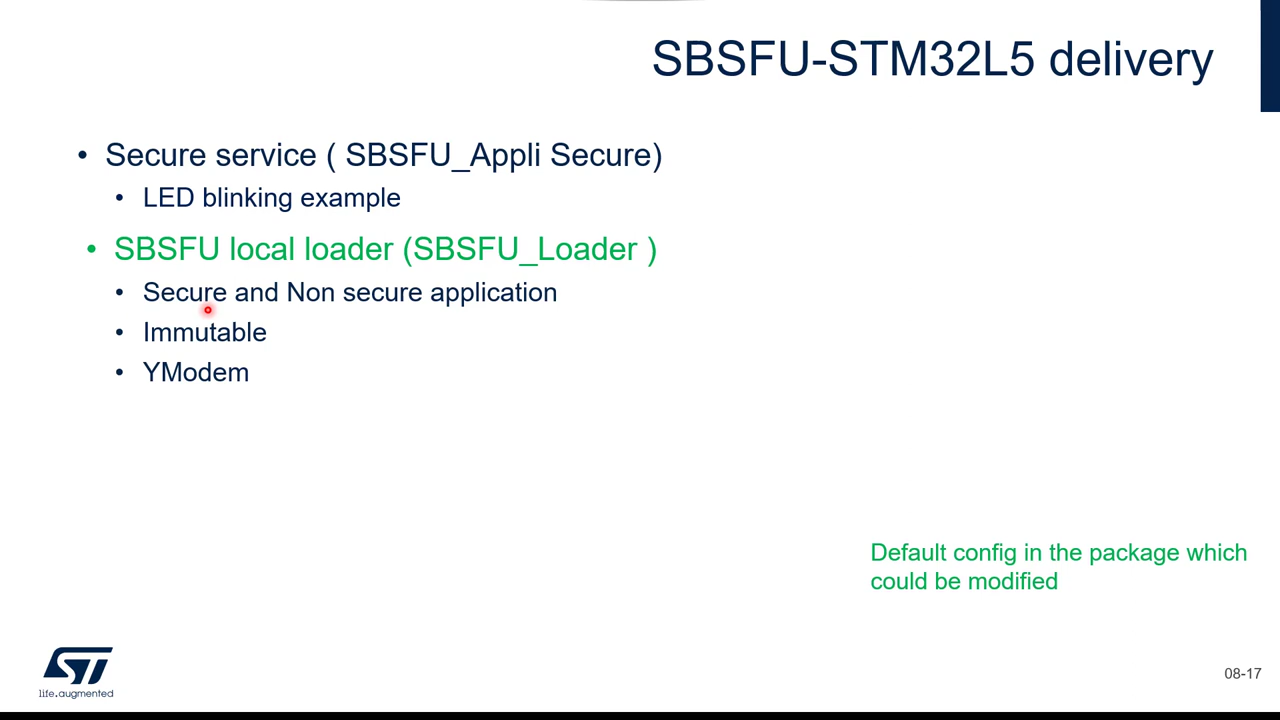 SBSFU-STM32L5 delivery
• Secure service ( SBSFU_Appli Secure)
• LED blinking example
• SBSFU local loader (SBSFU_Loader )
• Secure and Non secure application
• Immutable
• YModem
Default config in the package which
could be modified
ST
life.augmented
08-17